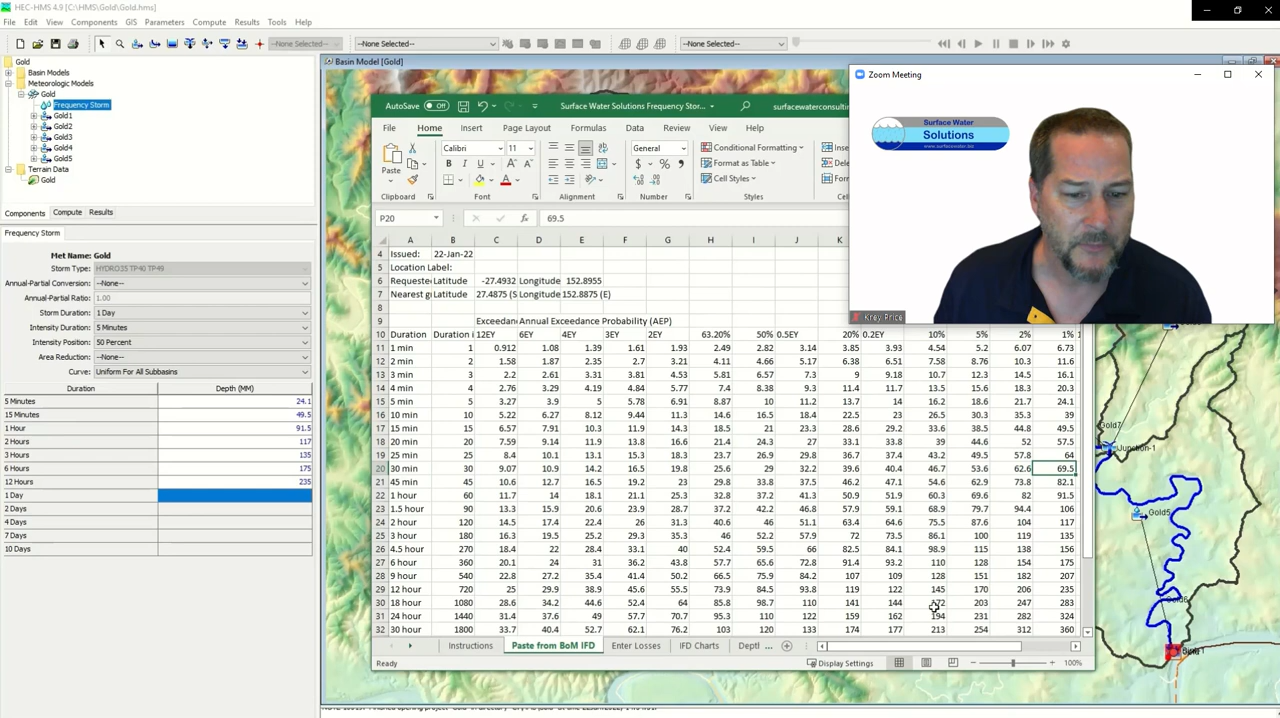 HEC-HMS 4.9 [C:\HMS\Gold\Gold.hms]
File Edit View Components GIS Parameters Compute Results Tools Help
--None Selected-- --None Selected-- --None Selected--
Gold
Basin Models
Meteorologic Models
Gold
Frequency Storm
Gold1
Gold2
Gold3
Gold4
Gold5
Terrain Data
Gold
Components Compute Results
Frequency Storm
Met Name: Gold
Storm Type: HYDRO35 TP40 TP49
Annual-Partial Conversion: --None--
Annual-Partial Ratio: 1.00
Storm Duration: 1 Day
Intensity Duration: 5 Minutes
Intensity Position: 50 Percent
Area Reduction: --None--
Curve: Uniform For All Subbasins
Duration Depth (MM)
5 Minutes 24.1
15 Minutes 49.5
1 Hour 91.5
2 Hours 117
3 Hours 135
6 Hours 175
12 Hours 235
1 Day
2 Days
4 Days
7 Days
10 Days
Basin Model [Gold]
AutoSave Off Surface Water Solutions Frequency Stor... surfacewaterconsultin
File Home Insert Page Layout Formulas Data Review View Help
Paste Calibri 11 General Conditional Formatting Format as Table Cell Styles
Clipboard Font Alignment Number Styles
P20 69.5
A B C D E F G H I J K
4 Issued: 22-Jan-22
5 Location Label:
6 Requeste Latitude -27.4932 Longitude 152.8955
7 Nearest g Latitude 27.4875 (S Longitude 152.8875 (E)
8
9 Exceedan Annual Exceedance Probability (AEP)
10 Duration Duration i 12EY 6EY 4EY 3EY 2EY 63.20% 50% 0.5EY 20% 0.2EY 10% 5% 2% 1% 1
11 1 min 1 0.912 1.08 1.39 1.61 1.93 2.49 2.82 3.14 3.85 3.93 4.54 5.2 6.07 6.73
12 2 min 2 1.58 1.87 2.35 2.7 3.21 4.11 4.66 5.17 6.38 6.51 7.58 8.76 10.3 11.6
13 3 min 3 2.2 2.61 3.31 3.81 4.53 5.81 6.57 7.3 9 9.18 10.7 12.3 14.5 16.1
14 4 min 4 2.76 3.29 4.19 4.84 5.77 7.4 8.38 9.3 11.4 11.7 13.5 15.6 18.3 20.3
15 5 min 5 3.27 3.9 5 5.78 6.91 8.87 10 11.2 13.7 14 16.2 18.6 21.7 24.1
16 10 min 10 5.22 6.27 8.12 9.44 11.3 14.6 16.5 18.4 22.5 23 26.5 30.3 35.3 39
17 15 min 15 6.57 7.91 10.3 11.9 14.3 18.5 21 23.3 28.6 29.2 33.6 38.5 44.8 49.5
18 20 min 20 7.59 9.14 11.9 13.8 16.6 21.4 24.3 27 33.1 33.8 39 44.6 52 57.5
19 25 min 25 8.4 10.1 13.1 15.3 18.3 23.7 26.9 29.8 36.7 37.4 43.2 49.5 57.8 64
20 30 min 30 9.07 10.9 14.2 16.5 19.8 25.6 29 32.2 39.6 40.4 46.7 53.6 62.6 69.5
21 45 min 45 10.6 12.7 16.5 19.2 23 29.8 33.8 37.5 46.2 47.1 54.6 62.9 73.8 82.1
22 1 hour 60 11.7 14 18.1 21.1 25.3 32.8 37.2 41.3 50.9 51.9 60.3 69.6 82 91.5
23 1.5 hour 90 13.3 15.9 20.6 23.9 28.7 37.2 42.2 46.8 57.9 59.1 68.9 79.7 94.4 106
24 2 hour 120 14.5 17.4 22.4 26 31.3 40.6 46 51.1 63.4 64.6 75.5 87.6 104 117
25 3 hour 180 16.3 19.5 25.2 29.3 35.3 46 52.2 57.9 72 73.5 86.1 100 119 135
26 4.5 hour 270 18.4 22 28.4 33.1 40 52.4 59.5 66 82.5 84.1 98.9 115 138 156
27 6 hour 360 20.1 24 31 36.2 43.8 57.7 65.6 72.8 91.4 93.2 110 128 154 175
28 9 hour 540 22.8 27.2 35.4 41.4 50.2 66.5 75.9 84.2 107 109 128 151 182 207
29 12 hour 720 25 29.9 38.9 45.6 55.5 73.9 84.5 93.8 119 122 145 170 206 235
30 18 hour 1080 28.6 34.2 44.6 52.4 64 85.8 98.7 110 141 144 172 203 247 283
31 24 hour 1440 31.4 37.6 49 57.7 70.7 95.3 110 122 159 162 194 231 282 324
32 30 hour 1800 33.7 40.4 52.7 62.1 76.2 103 120 133 174 177 213 254 312 360
Instructions Paste from BoM IFD Enter Losses IFD Charts Deptl ...
Ready Display Settings 100%
Zoom Meeting
Surface Water
Solutions
www.surfacewater.biz
Krey Price
Gold7
Junction-1
Gold5
Gold6